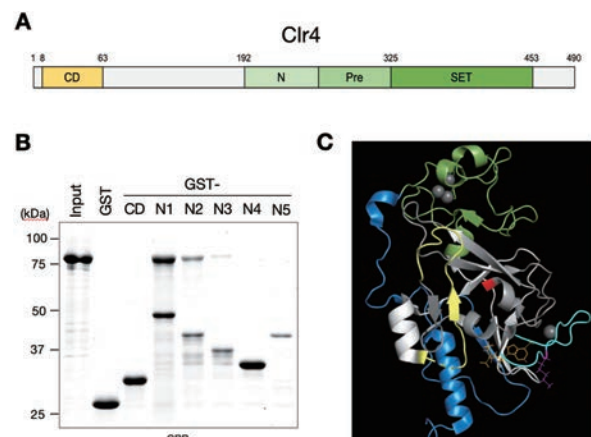 A
Clr4
1 8 63 192 325 453 490
CD N Pre SET
B
C
GST-
Input GST CD N1 N2 N3 N4 N5
(kDa)
100
75
50
37
25